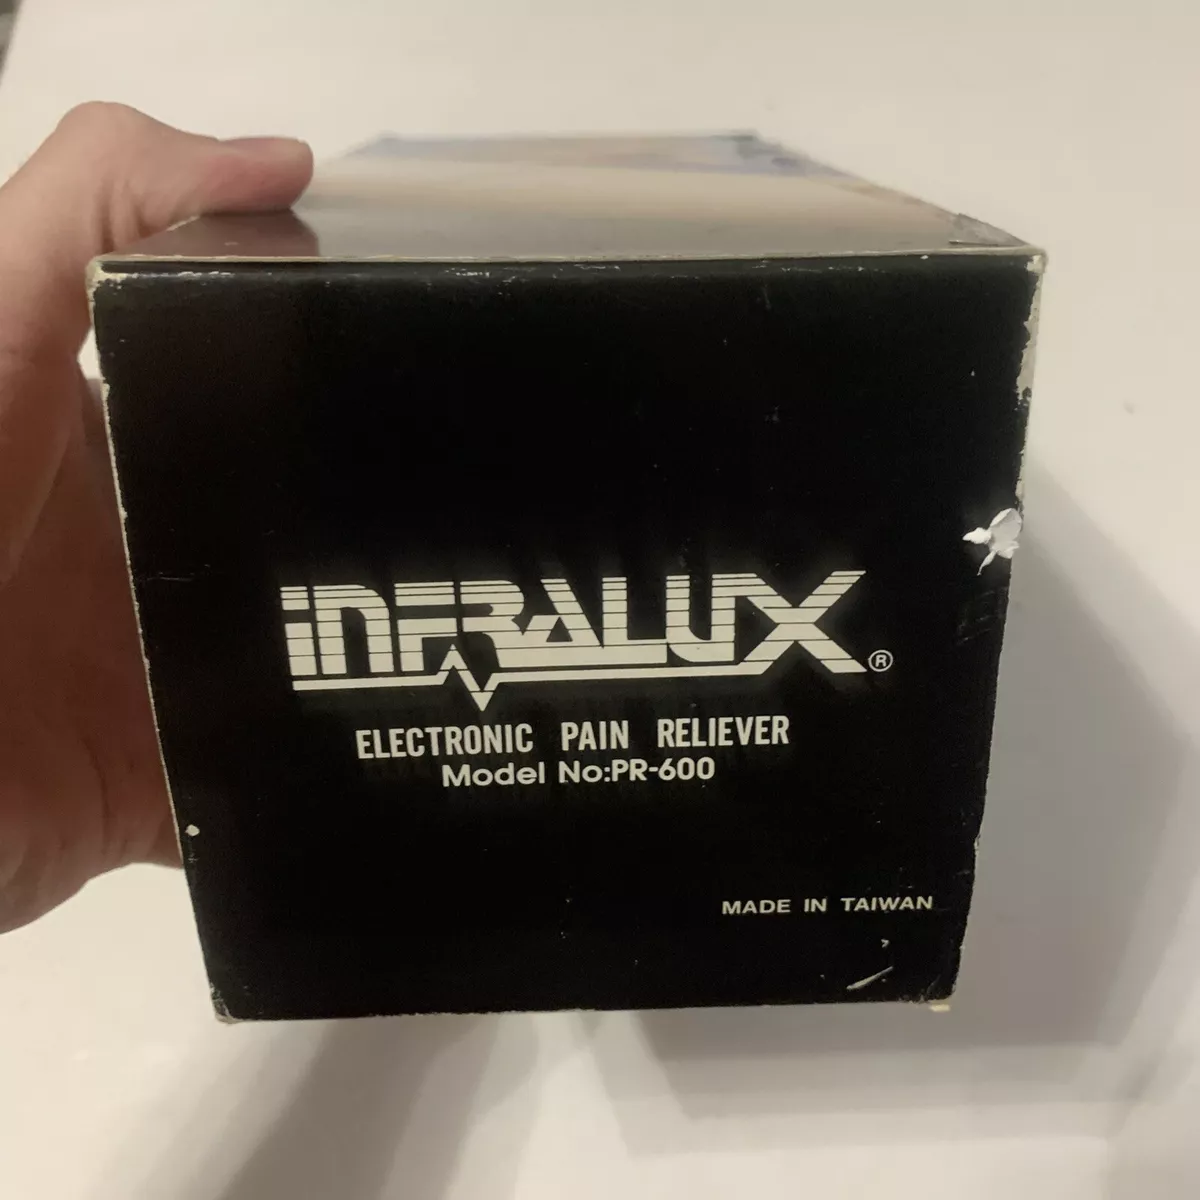 iNFRALUX®
ELECTRONIC PAIN RELIEVER
Model No:PR-600
MADE IN TAIWAN